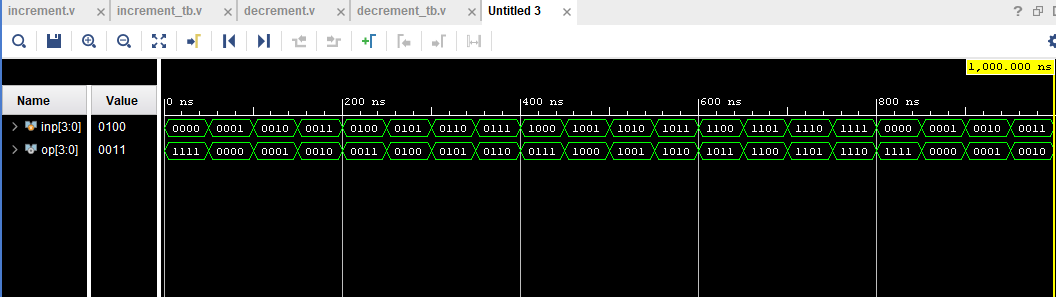 increment.v × increment_tb.v × decrement.v × decrement_tb.v × Untitled 3 × ?
1,000.000 ns
Name Value 0 ns 200 ns 400 ns 600 ns 800 ns
inp[3:0] 0100 0000 0001 0010 0011 0100 0101 0110 0111 1000 1001 1010 1011 1100 1101 1110 1111 0000 0001 0010 0011
op[3:0] 0011 1111 0000 0001 0010 0011 0100 0101 0110 0111 1000 1001 1010 1011 1100 1101 1110 1111 0000 0001 0010